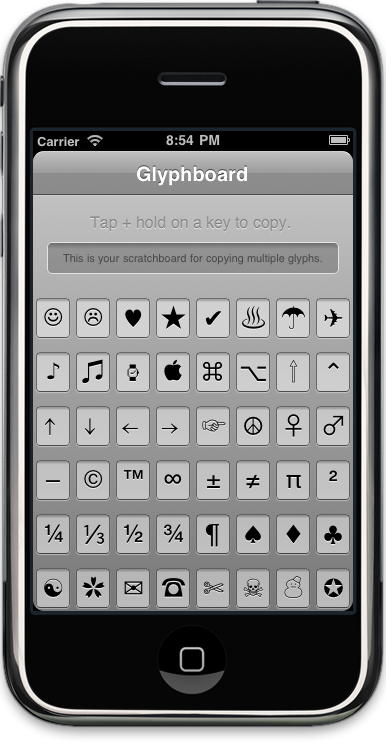 Carrier 8:54 PM
Glyphboard
Tap + hold on a key to copy.
This is your scratchboard for copying multiple glyphs.
☺ ☹ ♥ ★ ✔ ♨ ☂ ✈
♪ ♫ ⌚  ⌘ ⌥ ⇧ ⌃
↑ ↓ ← → ☞ ☮ ♀ ♂
– © ™ ∞ ± ≠ π ²
¼ ⅓ ½ ¾ ¶ ♠ ♦ ♣
☯ ✿ ✉ ☎ ✄ ☠ ☃ ✪